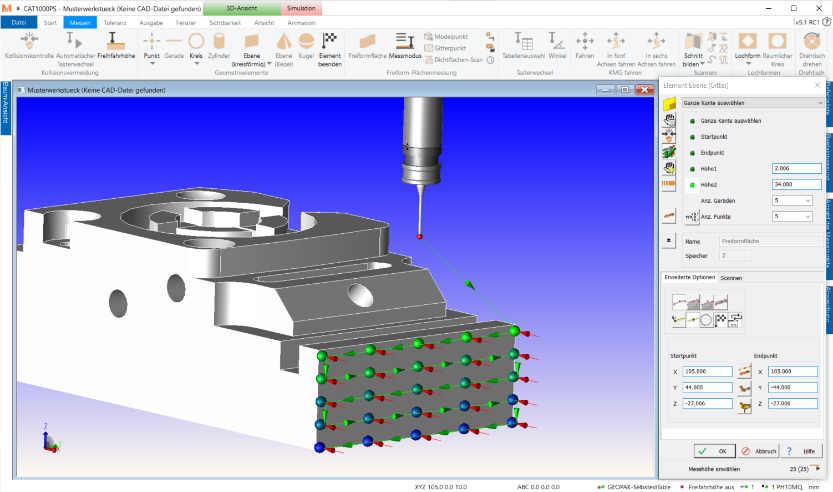 CAT1000PS - Musterwerkstueck (Keine CAD-Datei gefunden)
3D-Ansicht
Simulation
Datei Start Messen Toleranz Ausgabe Fenster Sichtbarkeit Ansicht Animation
v5.1 RC1
Kollisionskontrolle
Automatischer Tasterwechsel
Freifahrhöhe
Kollisionsvermeidung
Punkt
Gerade
Kreis
Zylinder
Ebene (kreisförmig)
Ebene (Kegel)
Kugel
Element beenden
Geometrieelemente
Freiformfläche
Messmodus
Modelpunkt
Gitterpunkt
Dichtflächen-Scan
Freiform-Flächenmessung
Tabellenauswahl
Winkel
Tasterwechsel
Fahren
In fünf Achsen fahren
In sechs Achsen fahren
KMG fahren
Schnitt bilden
Scannen
Lochform
Räumlicher Kreis
Lochformen
Drehtisch drehen
Drehtisch
Baum-Ansicht
Musterwerkstueck (Keine CAD-Datei gefunden)
Z
Element Ebene (Gitter)
Ganze Kante auswählen
Ganze Kante auswählen
Startpunkt
Endpunkt
Höhe1 2.006
Höhe2 34.000
Anz. Geraden 5
Anz. Punkte 5
Name Freiformfläche
Speicher 2
Erweiterte Optionen Scannen
Startpunkt Endpunkt
X 105.000 X 105.000
Y 44.000 Y -44.000
Z -27.006 Z -27.006
OK Abbruch Hilfe
Messhöhe anwählen 25 (25)
XYZ 105.0 0.0 10.0 ABC 0.0 0.0 0.0 GEOPAK-SelbsttestTable Freifahrhöhe aus 1 1 PH10MQ mm